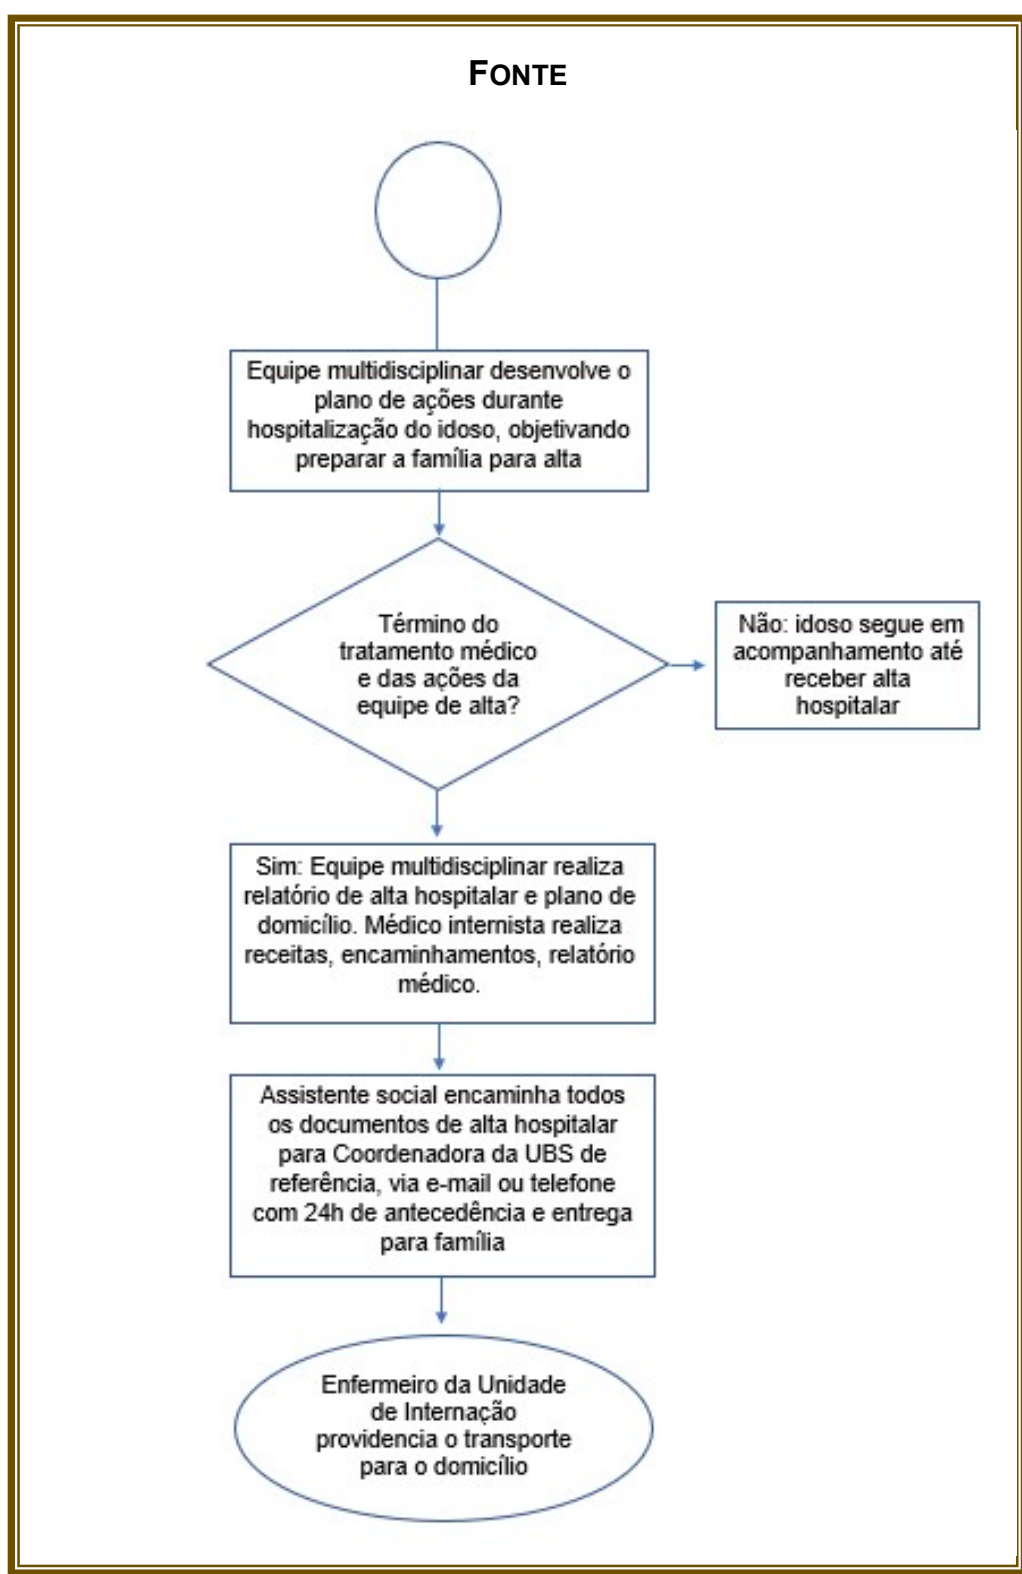 FONTE
Equipe multidisciplinar desenvolve o
plano de ações durante
hospitalização do idoso, objetivando
preparar a família para alta
Término do
tratamento médico
e das ações da
equipe de alta?
Não: idoso segue em
acompanhamento até
receber alta
hospitalar
Sim: Equipe multidisciplinar realiza
relatório de alta hospitalar e plano de
domicílio. Médico internista realiza
receitas, encaminhamentos, relatório
médico.
Assistente social encaminha todos
os documentos de alta hospitalar
para Coordenadora da UBS de
referência, via e-mail ou telefone
com 24h de antecedência e entrega
para família
Enfermeiro da Unidade
de Internação
providencia o transporte
para o domicílio